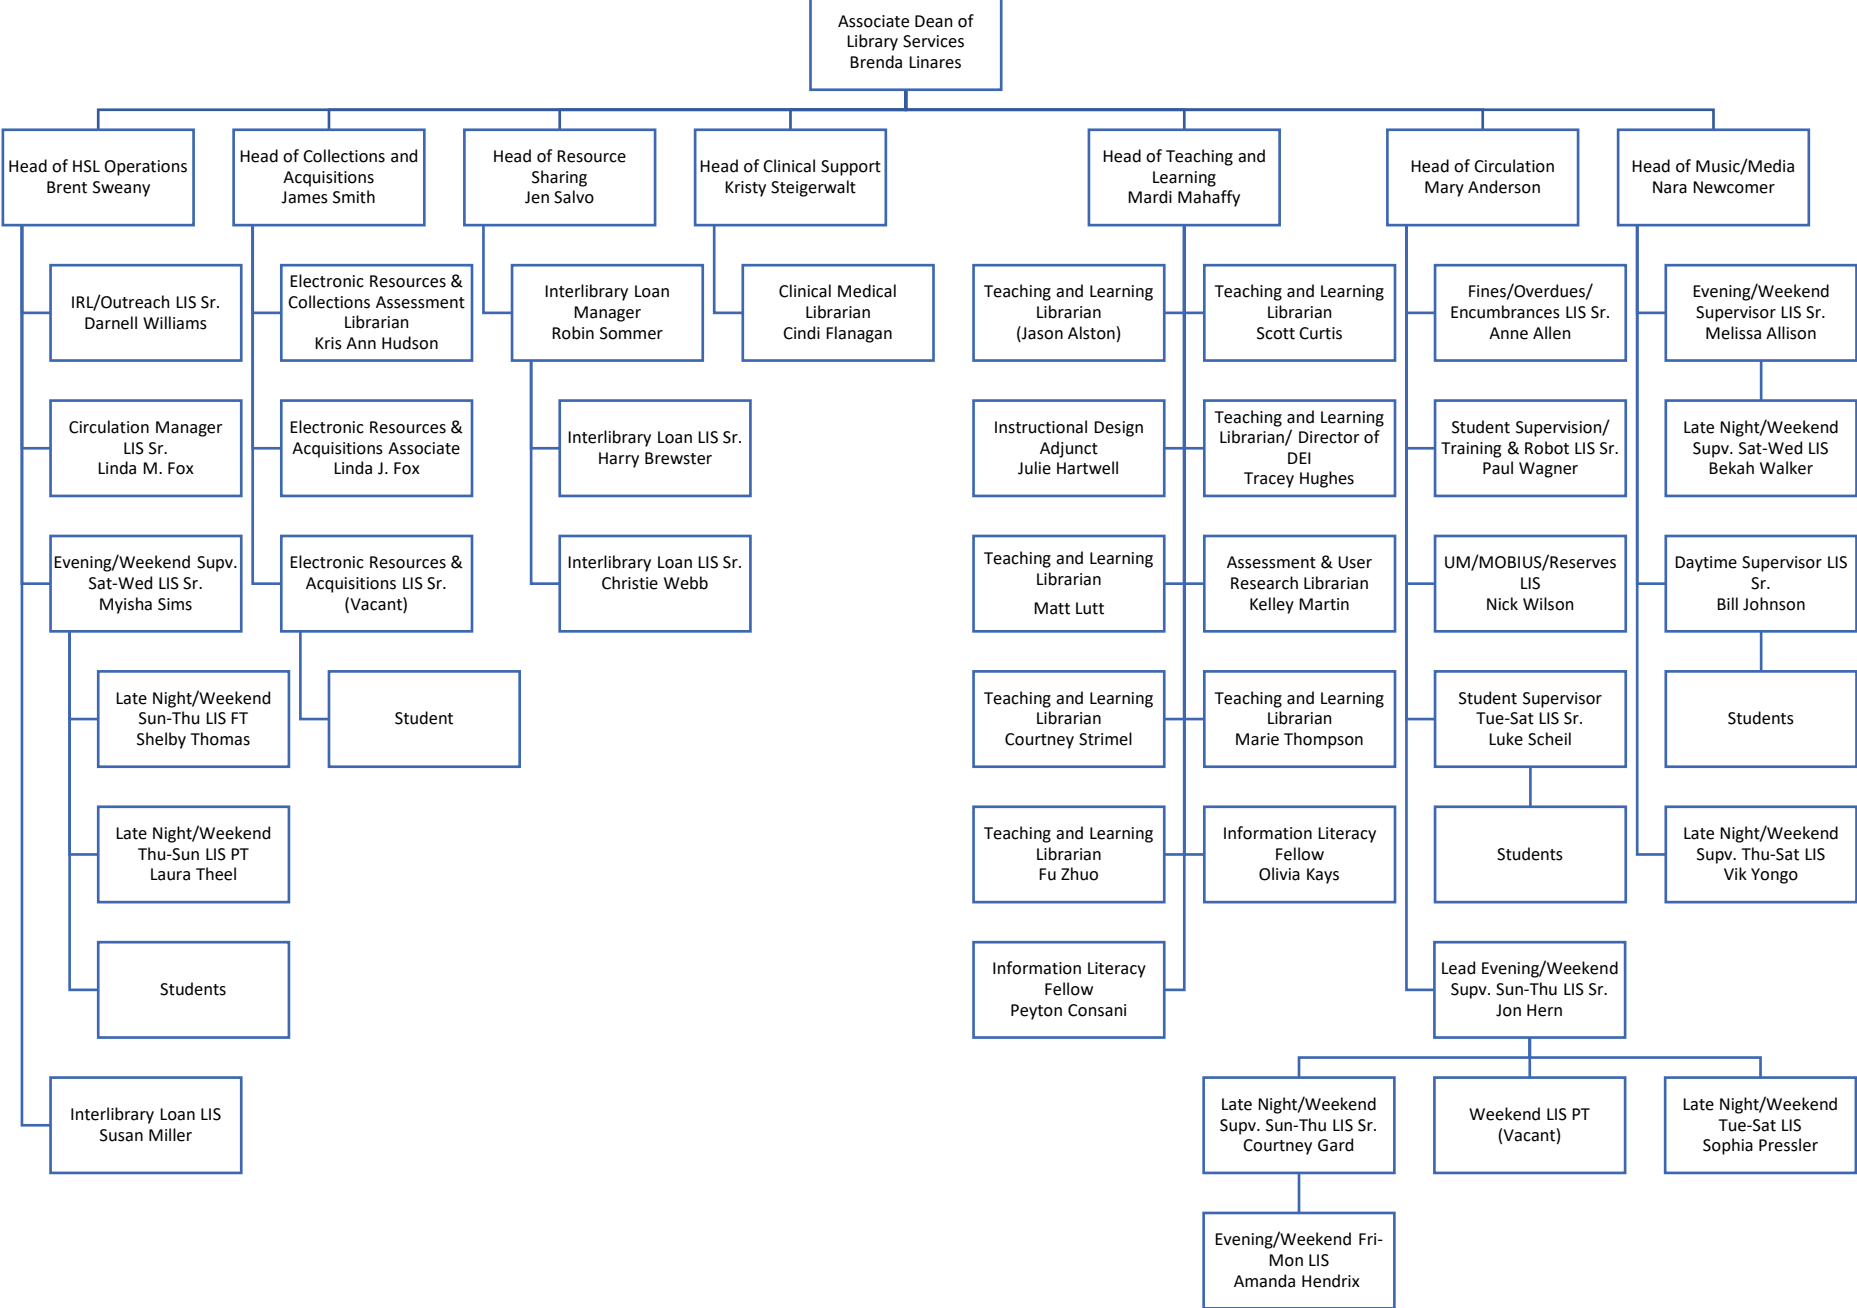 Associate Dean of
Library Services
Brenda Linares
Head of HSL Operations
Brent Sweany
Head of Collections and
Acquisitions
James Smith
Head of Resource
Sharing
Jen Salvo
Head of Clinical Support
Kristy Steigerwalt
Head of Teaching and
Learning
Mardi Mahaffy
Head of Circulation
Mary Anderson
Head of Music/Media
Nara Newcomer
IRL/Outreach LIS Sr.
Darnell Williams
Electronic Resources &
Collections Assessment
Librarian
Kris Ann Hudson
Interlibrary Loan
Manager
Robin Sommer
Clinical Medical
Librarian
Cindi Flanagan
Teaching and Learning
Librarian
(Jason Alston)
Teaching and Learning
Librarian
Scott Curtis
Fines/Overdues/
Encumbrances LIS Sr.
Anne Allen
Evening/Weekend
Supervisor LIS Sr.
Melissa Allison
Circulation Manager
LIS Sr.
Linda M. Fox
Electronic Resources &
Acquisitions Associate
Linda J. Fox
Interlibrary Loan LIS Sr.
Harry Brewster
Instructional Design
Adjunct
Julie Hartwell
Teaching and Learning
Librarian/ Director of
DEI
Tracey Hughes
Student Supervision/
Training & Robot LIS Sr.
Paul Wagner
Late Night/Weekend
Supv. Sat-Wed LIS
Bekah Walker
Evening/Weekend Supv.
Sat-Wed LIS Sr.
Myisha Sims
Electronic Resources &
Acquisitions LIS Sr.
(Vacant)
Interlibrary Loan LIS Sr.
Christie Webb
Teaching and Learning
Librarian
Matt Lutt
Assessment & User
Research Librarian
Kelley Martin
UM/MOBIUS/Reserves
LIS
Nick Wilson
Daytime Supervisor LIS
Sr.
Bill Johnson
Late Night/Weekend
Sun-Thu LIS FT
Shelby Thomas
Student
Teaching and Learning
Librarian
Courtney Strimel
Teaching and Learning
Librarian
Marie Thompson
Student Supervisor
Tue-Sat LIS Sr.
Luke Scheil
Students
Late Night/Weekend
Thu-Sun LIS PT
Laura Theel
Teaching and Learning
Librarian
Fu Zhuo
Information Literacy
Fellow
Olivia Kays
Students
Late Night/Weekend
Supv. Thu-Sat LIS
Vik Yongo
Students
Information Literacy
Fellow
Peyton Consani
Lead Evening/Weekend
Supv. Sun-Thu LIS Sr.
Jon Hern
Interlibrary Loan LIS
Susan Miller
Late Night/Weekend
Supv. Sun-Thu LIS Sr.
Courtney Gard
Weekend LIS PT
(Vacant)
Late Night/Weekend
Tue-Sat LIS
Sophia Pressler
Evening/Weekend Fri-
Mon LIS
Amanda Hendrix